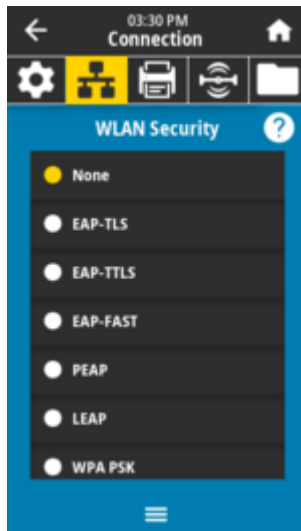 03:30 PM
Connection
WLAN Security
?
None
EAP-TLS
EAP-TTLS
EAP-FAST
PEAP
LEAP
WPA PSK